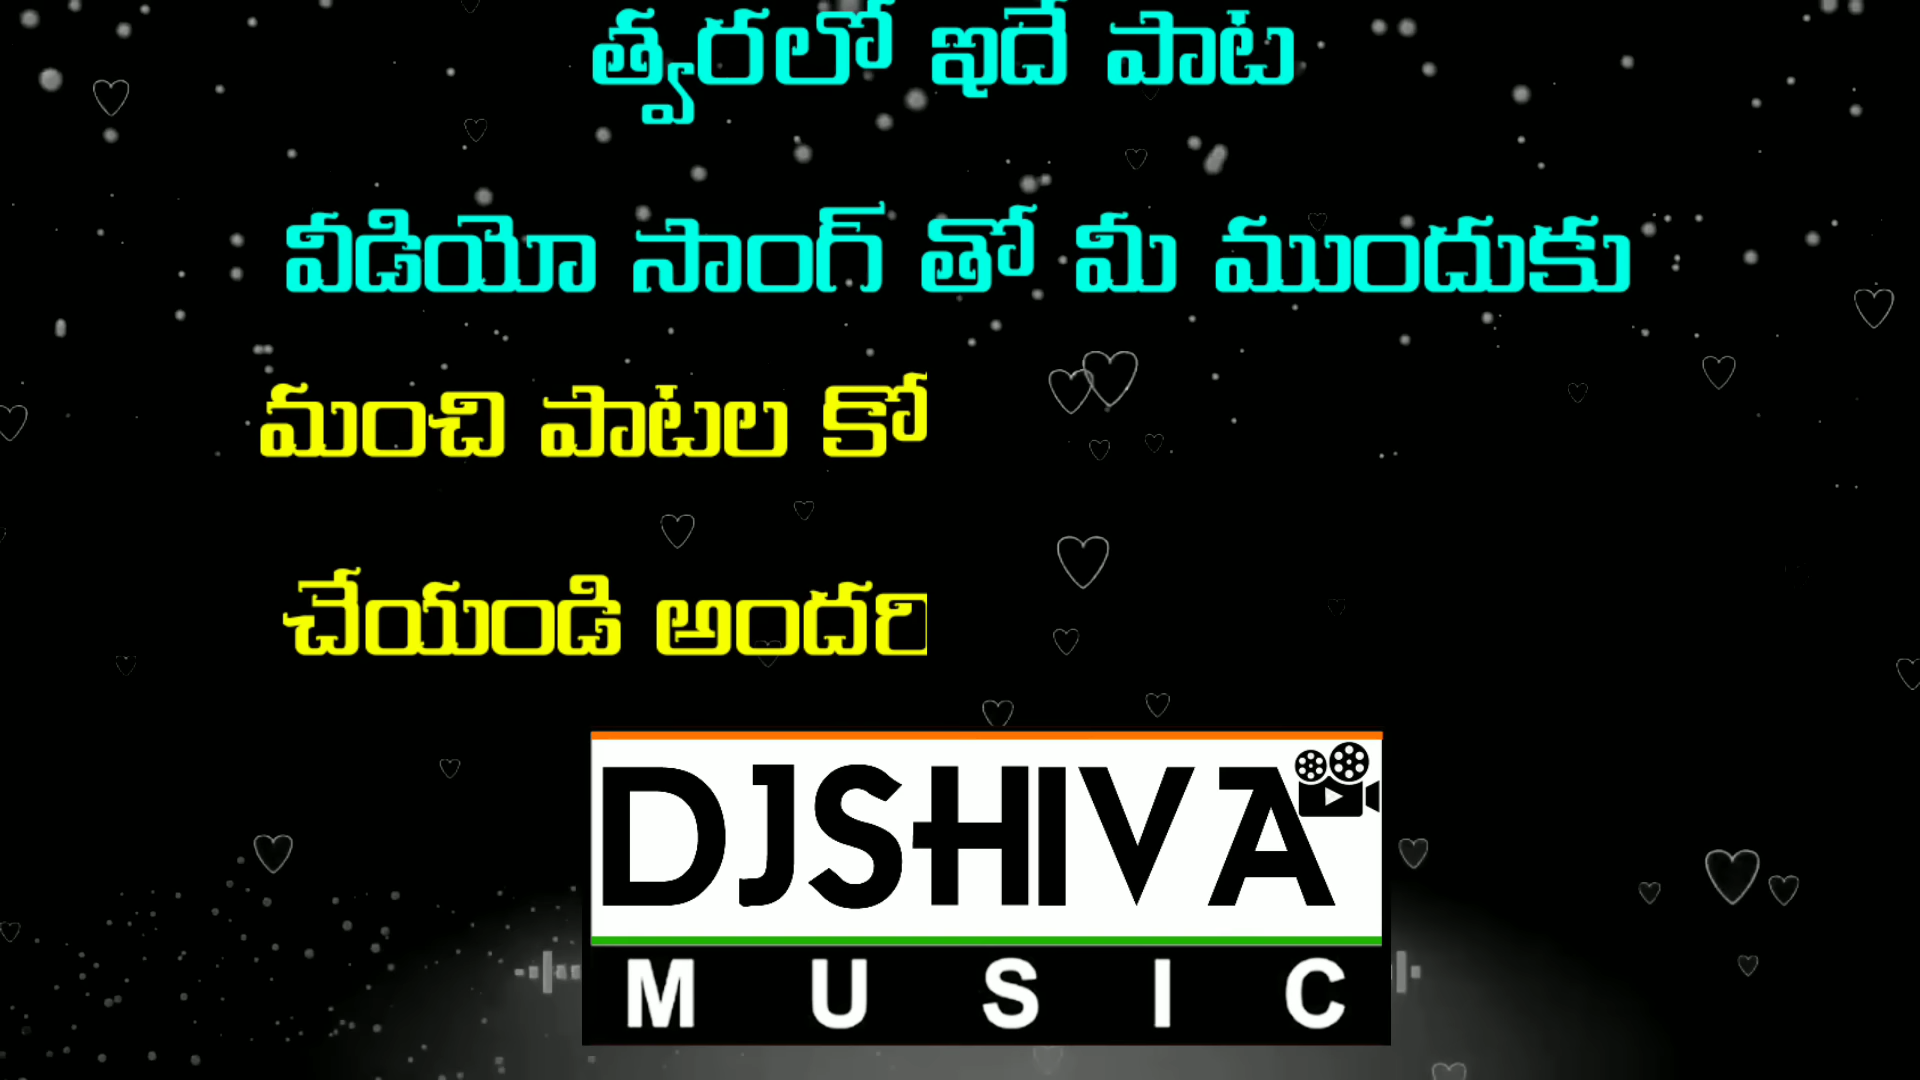 త్వరలో ఇదే పాట
వీడియో సాంగ్ తో మీ ముందుకు
మంచి పాటల కో
చేయండి అందరి
DJSHIVA
MUSIC